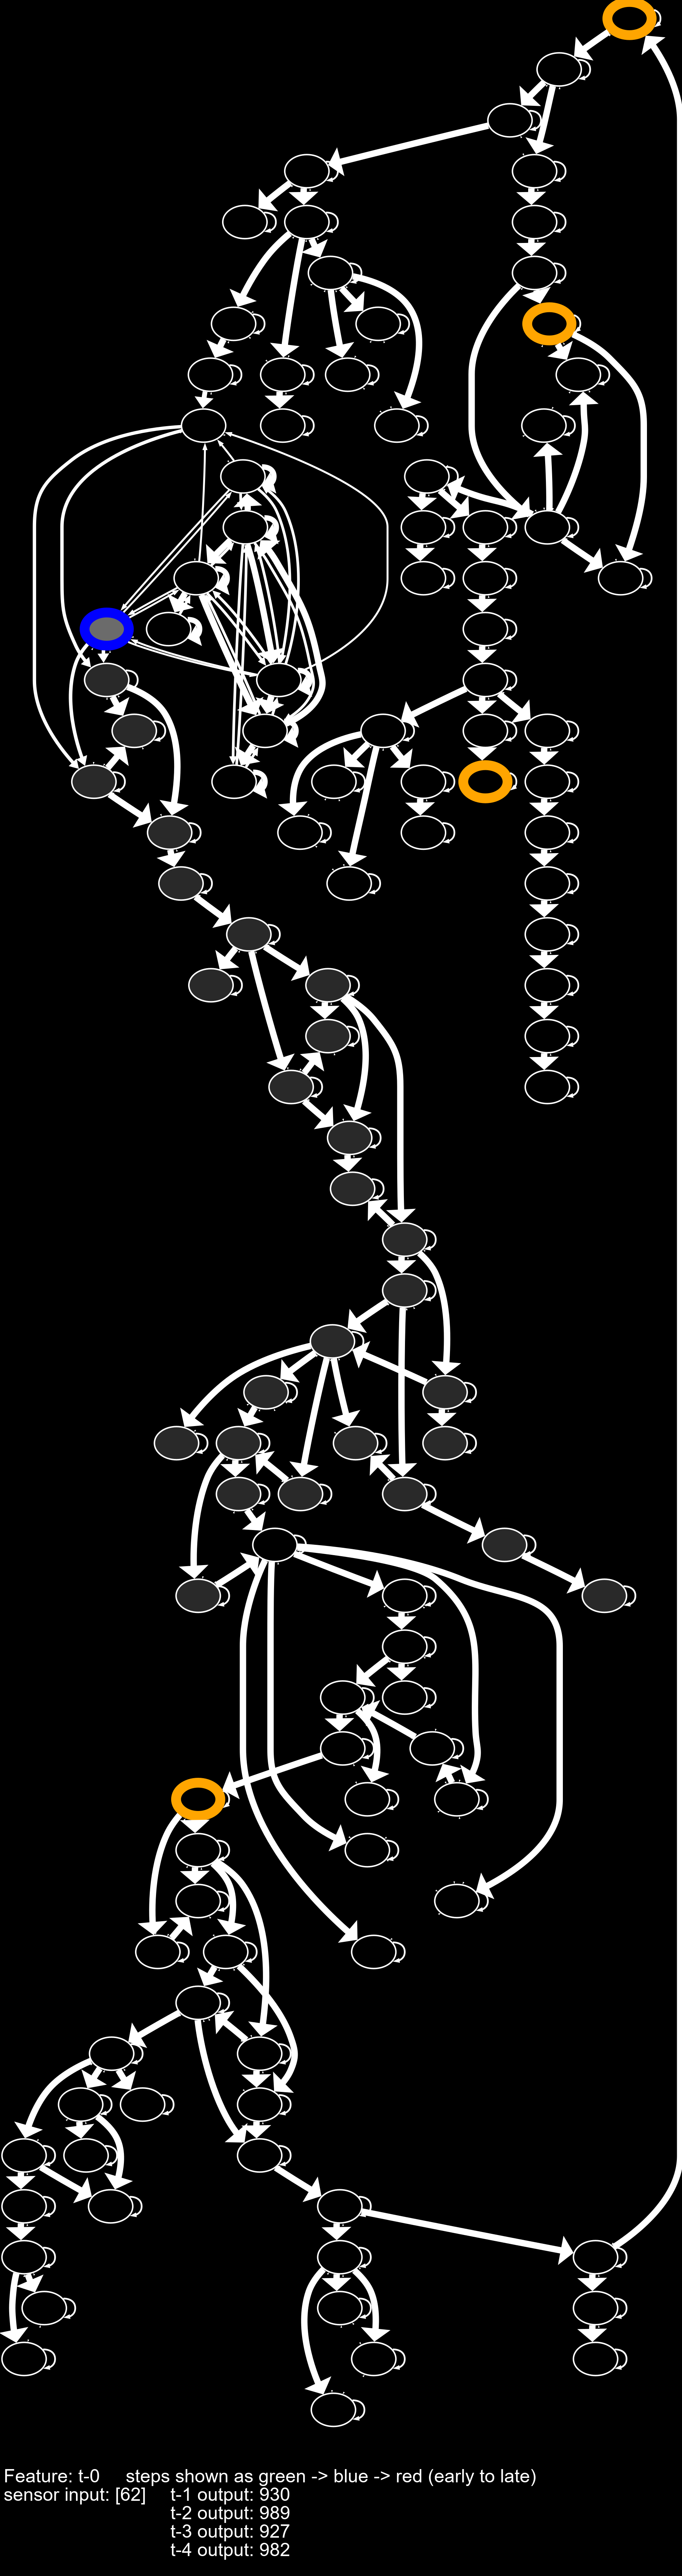 Feature: t-0 steps shown as green -> blue -> red (early to late)
sensor input: [62] t-1 output: 930
t-2 output: 989
t-3 output: 927
t-4 output: 982